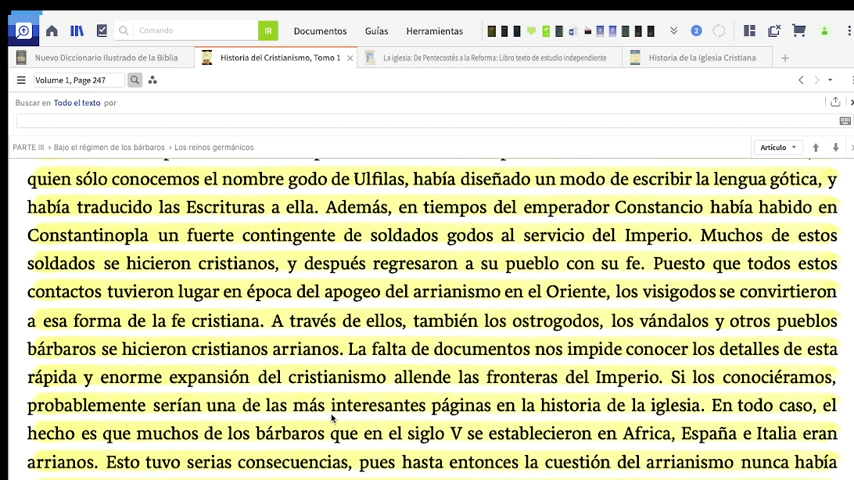 Comando
IR
Documentos
Guías
Herramientas
2
Nuevo Diccionario Ilustrado de la Biblia
Historia del Cristianismo, Tomo 1
La iglesia: De Pentecostés a la Reforma: Libro texto de estudio independiente
Historia de la Iglesia Cristiana
Volume 1, Page 247
Buscar en Todo el texto por
PARTE III › Bajo el régimen de los bárbaros › Los reinos germánicos
Artículo
quien sólo conocemos el nombre godo de Ulfilas, había diseñado un modo de escribir la lengua gótica, y
había traducido las Escrituras a ella. Además, en tiempos del emperador Constancio había habido en
Constantinopla un fuerte contingente de soldados godos al servicio del Imperio. Muchos de estos
soldados se hicieron cristianos, y después regresaron a su pueblo con su fe. Puesto que todos estos
contactos tuvieron lugar en época del apogeo del arrianismo en el Oriente, los visigodos se convirtieron
a esa forma de la fe cristiana. A través de ellos, también los ostrogodos, los vándalos y otros pueblos
bárbaros se hicieron cristianos arrianos. La falta de documentos nos impide conocer los detalles de esta
rápida y enorme expansión del cristianismo allende las fronteras del Imperio. Si los conociéramos,
probablemente serían una de las más interesantes páginas en la historia de la iglesia. En todo caso, el
hecho es que muchos de los bárbaros que en el siglo V se establecieron en Africa, España e Italia eran
arrianos. Esto tuvo serias consecuencias, pues hasta entonces la cuestión del arrianismo nunca había